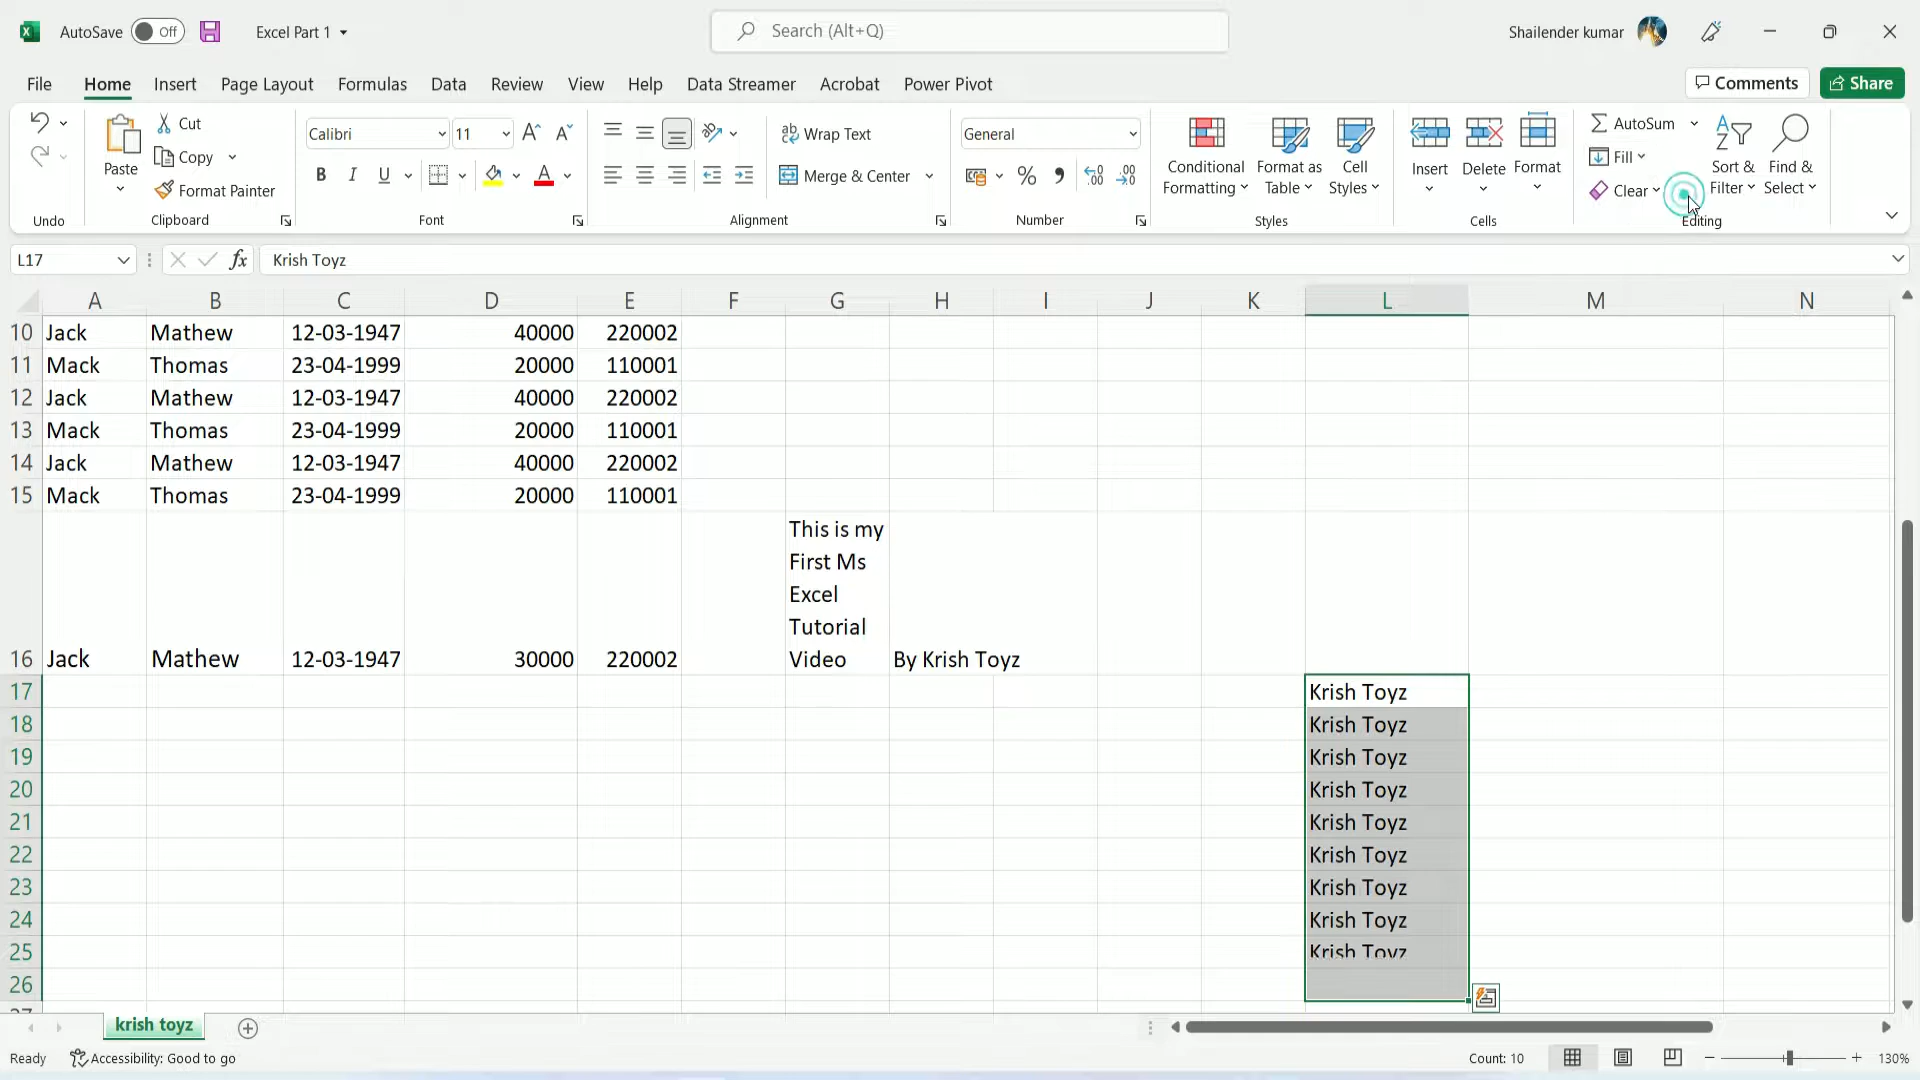 AutoSave Off Excel Part 1 Search (Alt+Q) Shailender kumar
File Home Insert Page Layout Formulas Data Review View Help Data Streamer Acrobat Power Pivot Comments Share
Paste
Cut
Copy
Format Painter
Calibri 11
B I U A
Wrap Text
Merge & Center
General
Conditional Formatting
Format as Table
Cell Styles
Insert
Delete
Format
AutoSum
Fill
Clear
Sort & Filter
Find & Select
Undo Clipboard Font Alignment Number Styles Cells Editing
L17 fx Krish Toyz
A B C D E F G H I J K L M N
10 Jack Mathew 12-03-1947 40000 220002
11 Mack Thomas 23-04-1999 20000 110001
12 Jack Mathew 12-03-1947 40000 220002
13 Mack Thomas 23-04-1999 20000 110001
14 Jack Mathew 12-03-1947 40000 220002
15 Mack Thomas 23-04-1999 20000 110001
This is my
First Ms
Excel
Tutorial
16 Jack Mathew 12-03-1947 30000 220002 Video By Krish Toyz
17 Krish Toyz
18 Krish Toyz
19 Krish Toyz
20 Krish Toyz
21 Krish Toyz
22 Krish Toyz
23 Krish Toyz
24 Krish Toyz
25 Krish Toyz
26
27
krish toyz
Ready Accessibility: Good to go Count: 10 130%